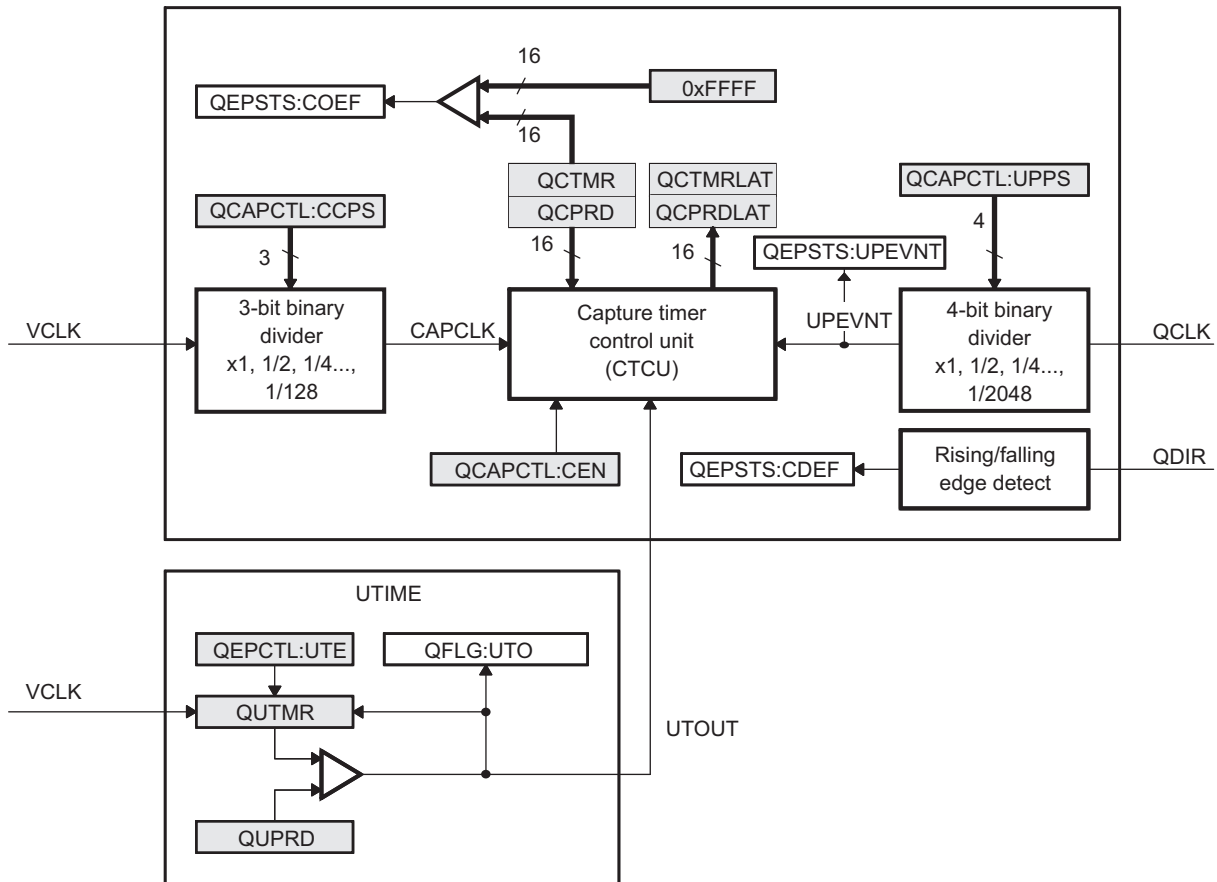 16
0xFFFF
QEPSTS:COEF
16
QCTMR
QCPRD
QCTMRLAT
QCPRDLAT
QCAPCTL:UPPS
QCAPCTL:CCPS
3
16
16
4
QEPSTS:UPEVNT
VCLK
3-bit binary
divider
x1, 1/2, 1/4...,
1/128
CAPCLK
Capture timer
control unit
(CTCU)
UPEVNT
4-bit binary
divider
x1, 1/2, 1/4...,
1/2048
QCLK
QCAPCTL:CEN
QEPSTS:CDEF
Rising/falling
edge detect
QDIR
UTIME
QEPCTL:UTE
QFLG:UTO
VCLK
QUTMR
UTOUT
QUPRD